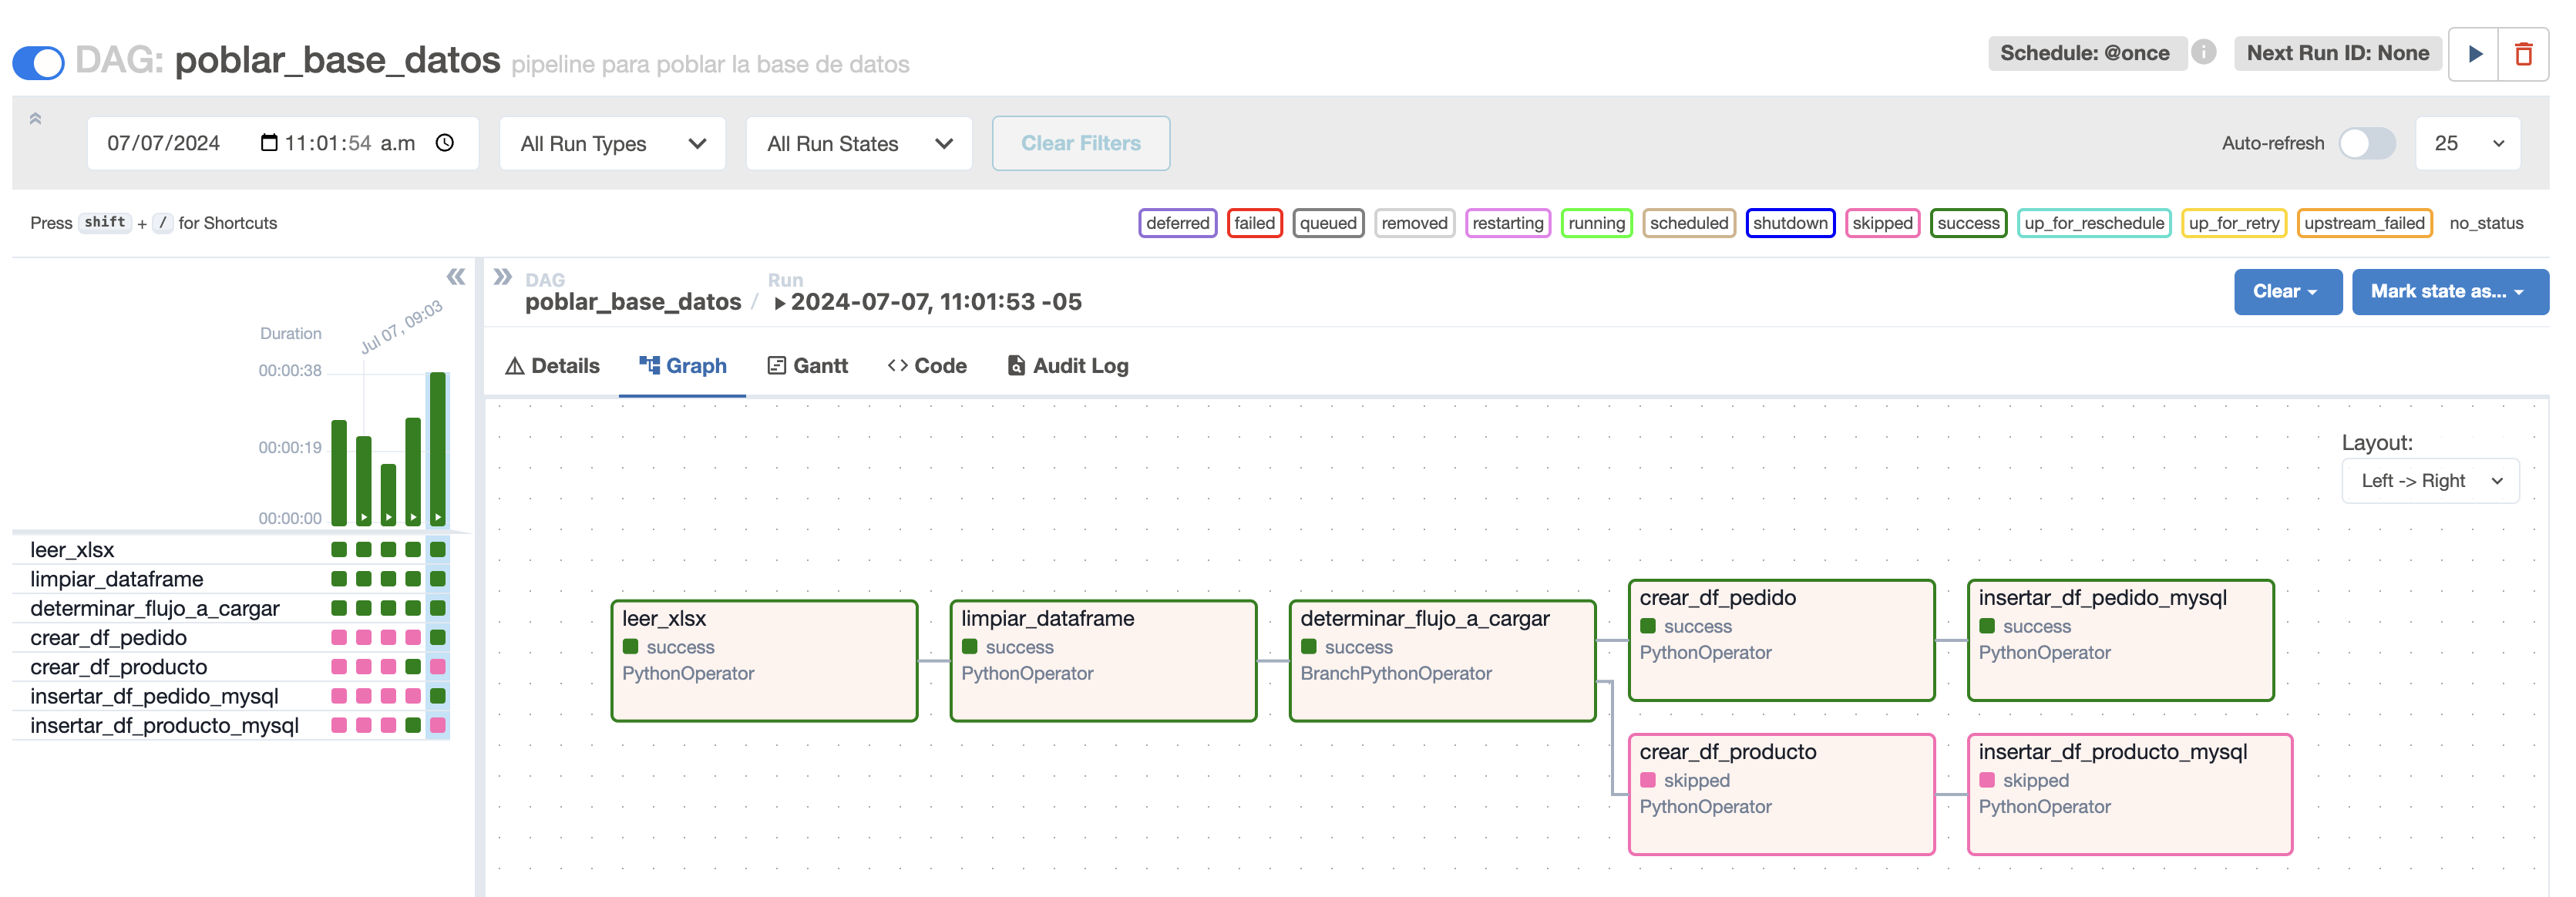 DAG: poblar_base_datos pipeline para poblar la base de datos
Schedule: @once
Next Run ID: None
07/07/2024 11:01:54 a.m
All Run Types
All Run States
Clear Filters
Auto-refresh
25
Press shift + / for Shortcuts
deferred failed queued removed restarting running scheduled shutdown skipped success up_for_reschedule up_for_retry upstream_failed no_status
DAG
poblar_base_datos /
Run
2024-07-07, 11:01:53 -05
Clear
Mark state as...
Duration
Jul 07, 09:03
00:00:38
00:00:19
00:00:00
leer_xlsx
limpiar_dataframe
determinar_flujo_a_cargar
crear_df_pedido
crear_df_producto
insertar_df_pedido_mysql
insertar_df_producto_mysql
Details
Graph
Gantt
Code
Audit Log
Layout:
Left -> Right
leer_xlsx
success
PythonOperator
limpiar_dataframe
success
PythonOperator
determinar_flujo_a_cargar
success
BranchPythonOperator
crear_df_pedido
success
PythonOperator
insertar_df_pedido_mysql
success
PythonOperator
crear_df_producto
skipped
PythonOperator
insertar_df_producto_mysql
skipped
PythonOperator